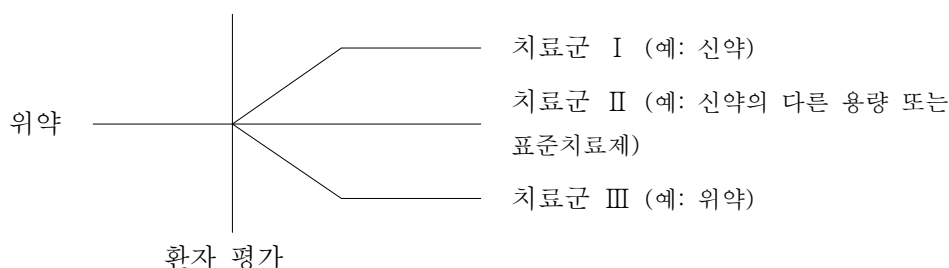 치료군 Ⅰ (예: 신약)
위약
치료군 Ⅱ (예: 신약의 다른 용량 또는
표준치료제)
치료군 Ⅲ (예: 위약)
환자 평가